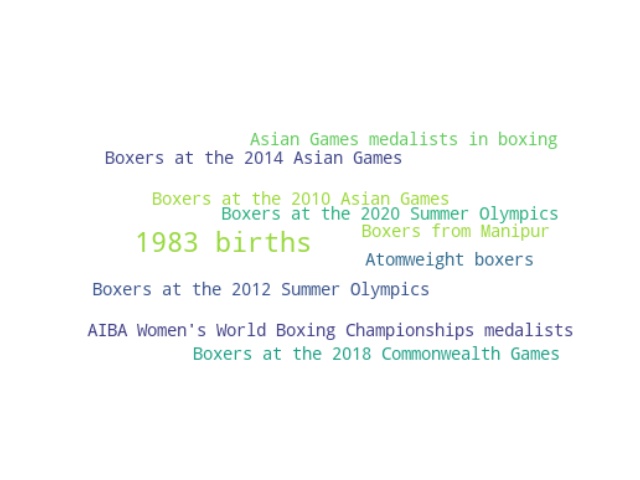 Asian Games medalists in boxing
Boxers at the 2014 Asian Games
Boxers at the 2010 Asian Games
Boxers at the 2020 Summer Olympics
Boxers from Manipur
1983 births
Atomweight boxers
Boxers at the 2012 Summer Olympics
AIBA Women's World Boxing Championships medalists
Boxers at the 2018 Commonwealth Games